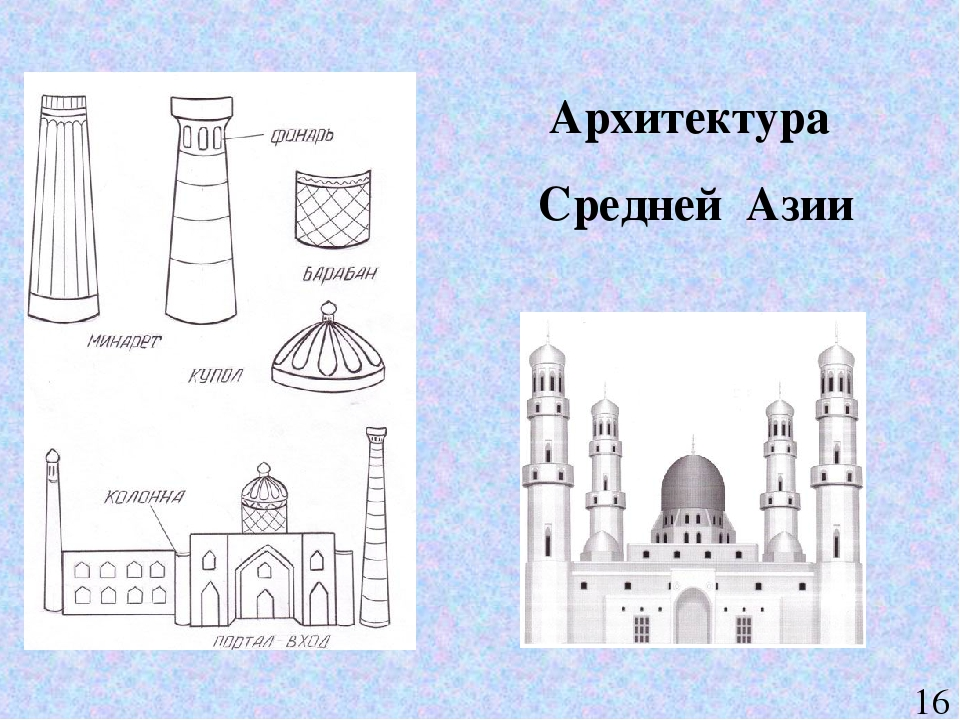 Архитектура
Средней Азии
фонарь
БАРАБАН
МИНАРЕТ
КУПОЛ
КОЛОННА
ПОРТАЛ-ВХОД
16